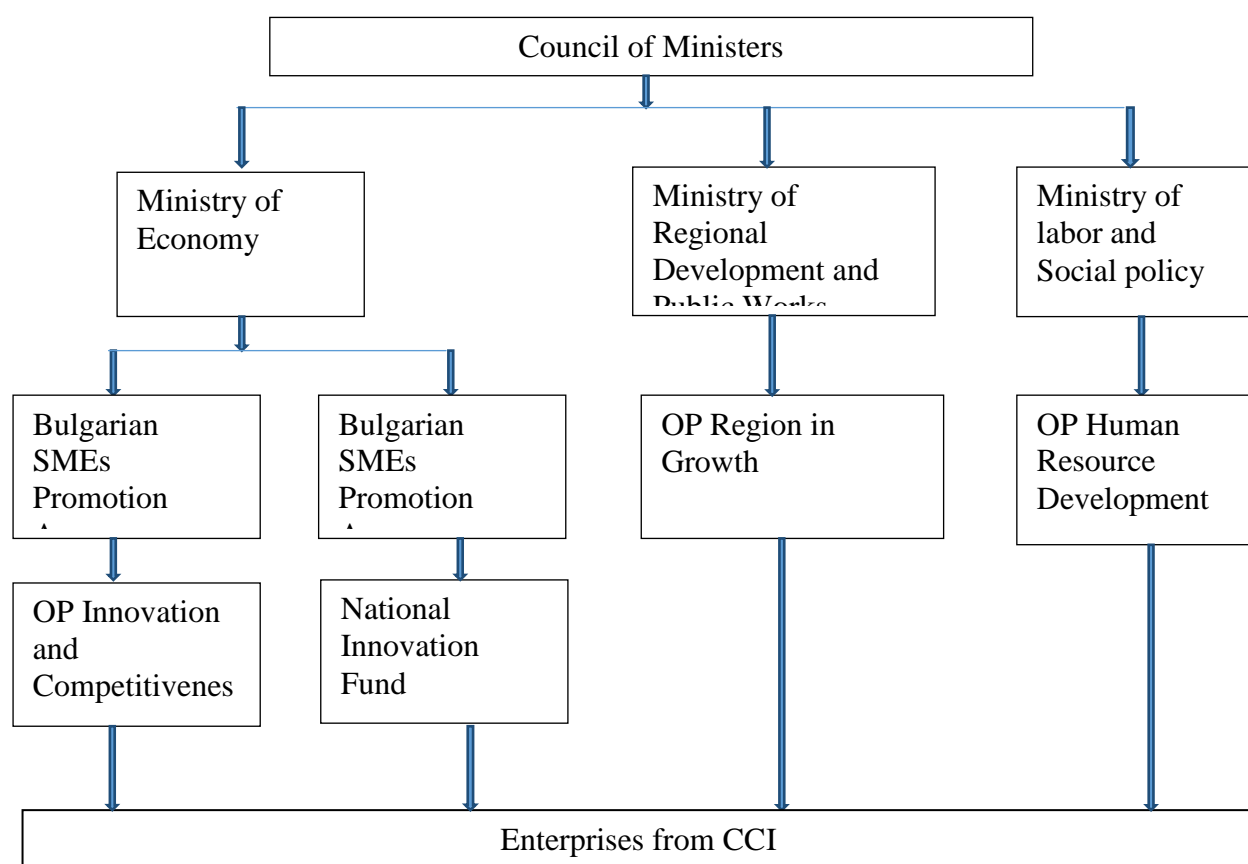 Council of Ministers
Ministry of
Economy
Ministry of
Regional
Development and
Public Works
Ministry of
labor and
Social policy
Bulgarian
SMEs
Promotion
Bulgarian
SMEs
Promotion
OP Region in
Growth
OP Human
Resource
Development
OP Innovation
and
Competitivenes
National
Innovation
Fund
Enterprises from CCI